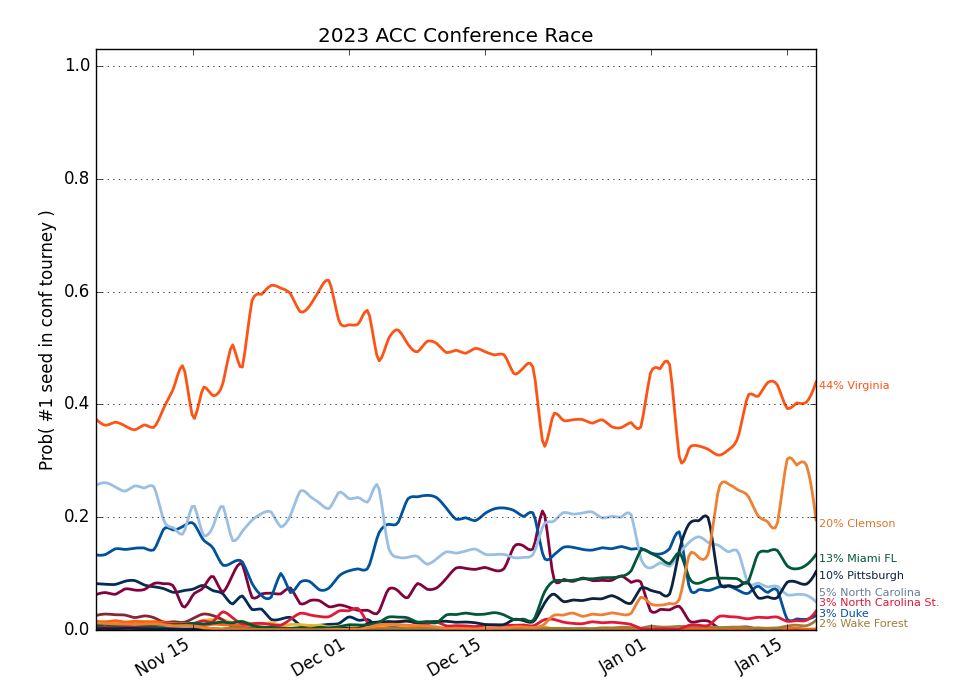 2023 ACC Conference Race
Prob( #1 seed in conf tourney )
1.0
0.8
0.6
0.4
0.2
0.0
Nov 15
Dec 01
Dec 15
Jan 01
Jan 15
44% Virginia
20% Clemson
13% Miami FL
10% Pittsburgh
5% North Carolina
3% North Carolina St.
3% Duke
2% Wake Forest